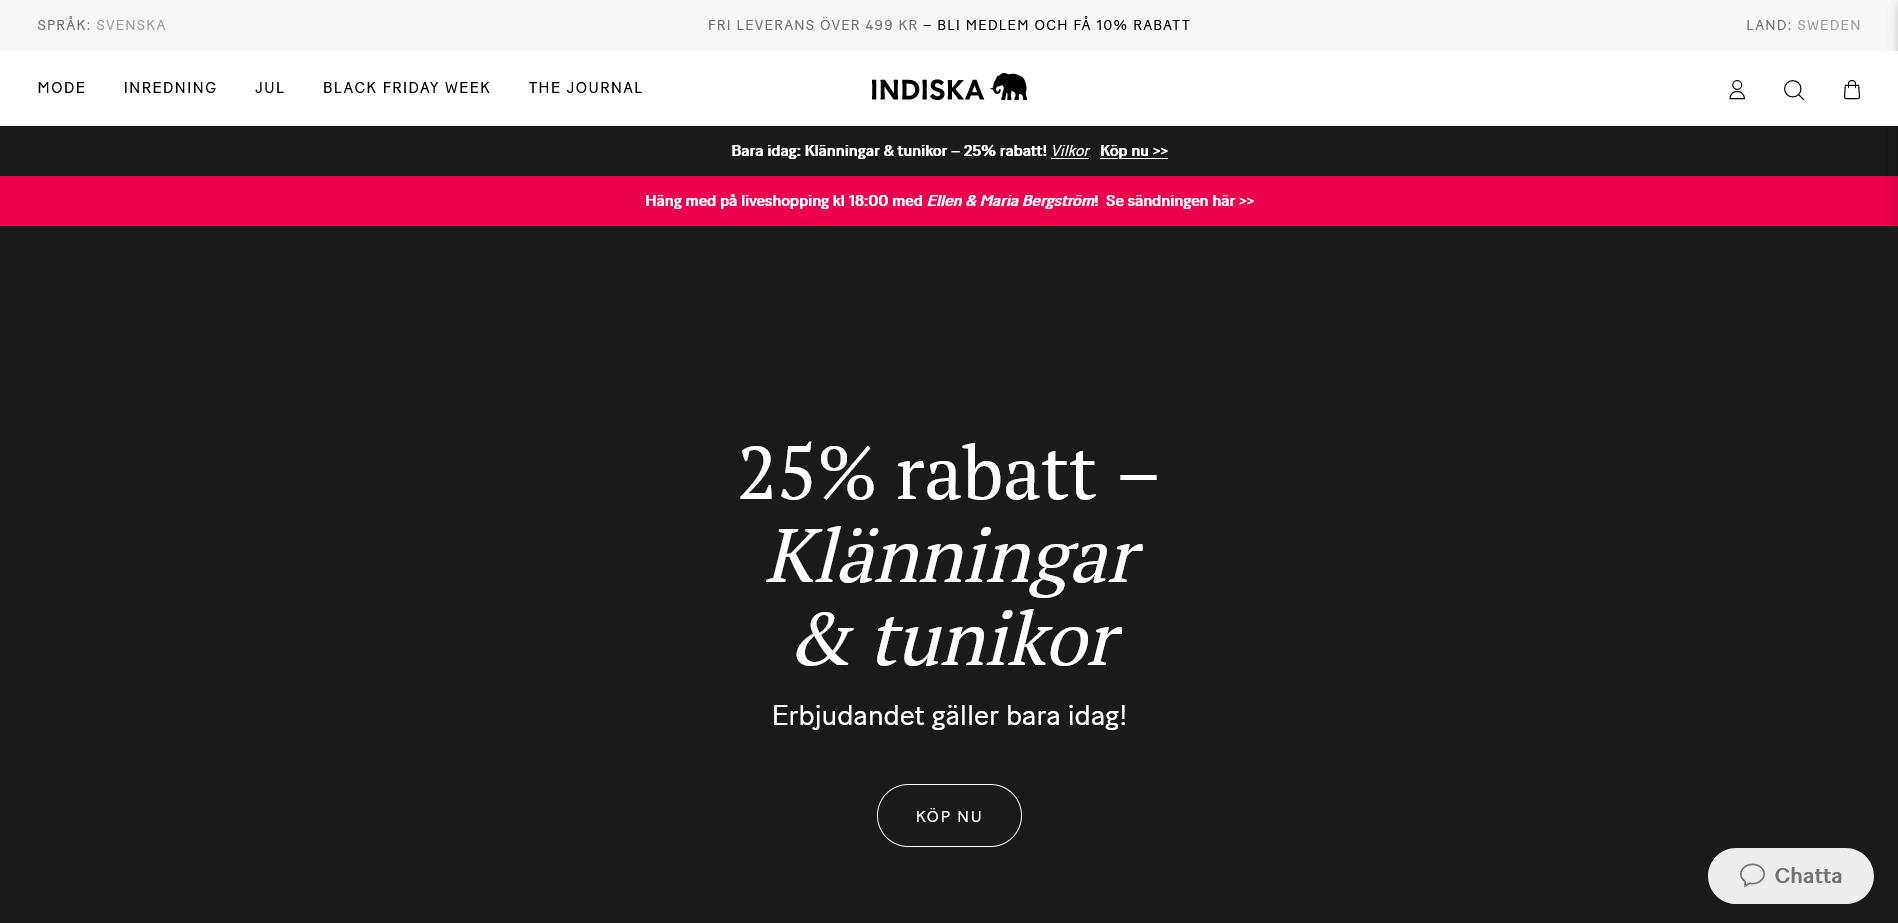 SPRÅK: SVENSKA
FRI LEVERANS ÖVER 499 KR – BLI MEDLEM OCH FÅ 10% RABATT
LAND: SWEDEN
MODE
INREDNING
JUL
BLACK FRIDAY WEEK
THE JOURNAL
INDISKA
Bara idag: Klänningar & tunikor – 25% rabatt! Vilkor Köp nu >>
Häng med på liveshopping kl 18:00 med Ellen & Maria Bergström! Se sändningen här >>
25% rabatt –
Klänningar
& tunikor
Erbjudandet gäller bara idag!
KÖP NU
Chatta